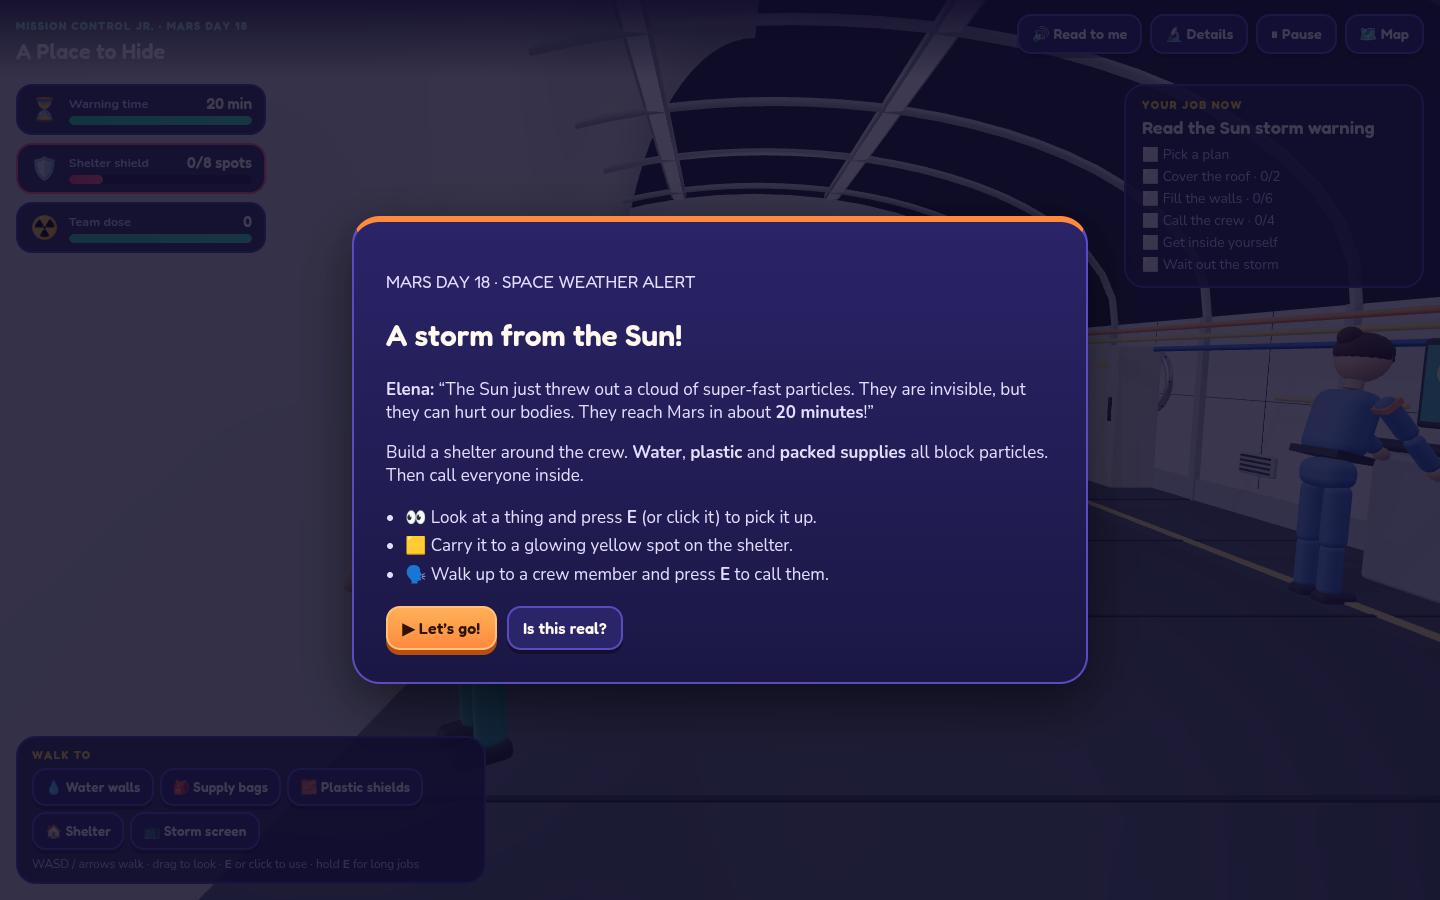 MISSION CONTROL JR. · MARS DAY 18
A Place to Hide
🔊 Read to me
🔬 Details
⏸ Pause
🗺️ Map
⏳ Warning time 20 min
🛡️ Shelter shield 0/8 spots
☢️ Team dose 0
YOUR JOB NOW
Read the Sun storm warning
⬜ Pick a plan
⬜ Cover the roof · 0/2
⬜ Fill the walls · 0/6
⬜ Call the crew · 0/4
⬜ Get inside yourself
⬜ Wait out the storm
MARS DAY 18 · SPACE WEATHER ALERT
A storm from the Sun!
Elena: “The Sun just threw out a cloud of super-fast particles. They are invisible, but
they can hurt our bodies. They reach Mars in about 20 minutes!”
Build a shelter around the crew. Water, plastic and packed supplies all block particles.
Then call everyone inside.
• 👀 Look at a thing and press E (or click it) to pick it up.
• 🟨 Carry it to a glowing yellow spot on the shelter.
• 🗣️ Walk up to a crew member and press E to call them.
▶ Let’s go!
Is this real?
WALK TO
💧 Water walls
🎒 Supply bags
🧱 Plastic shields
🏠 Shelter
📺 Storm screen
WASD / arrows walk · drag to look · E or click to use · hold E for long jobs